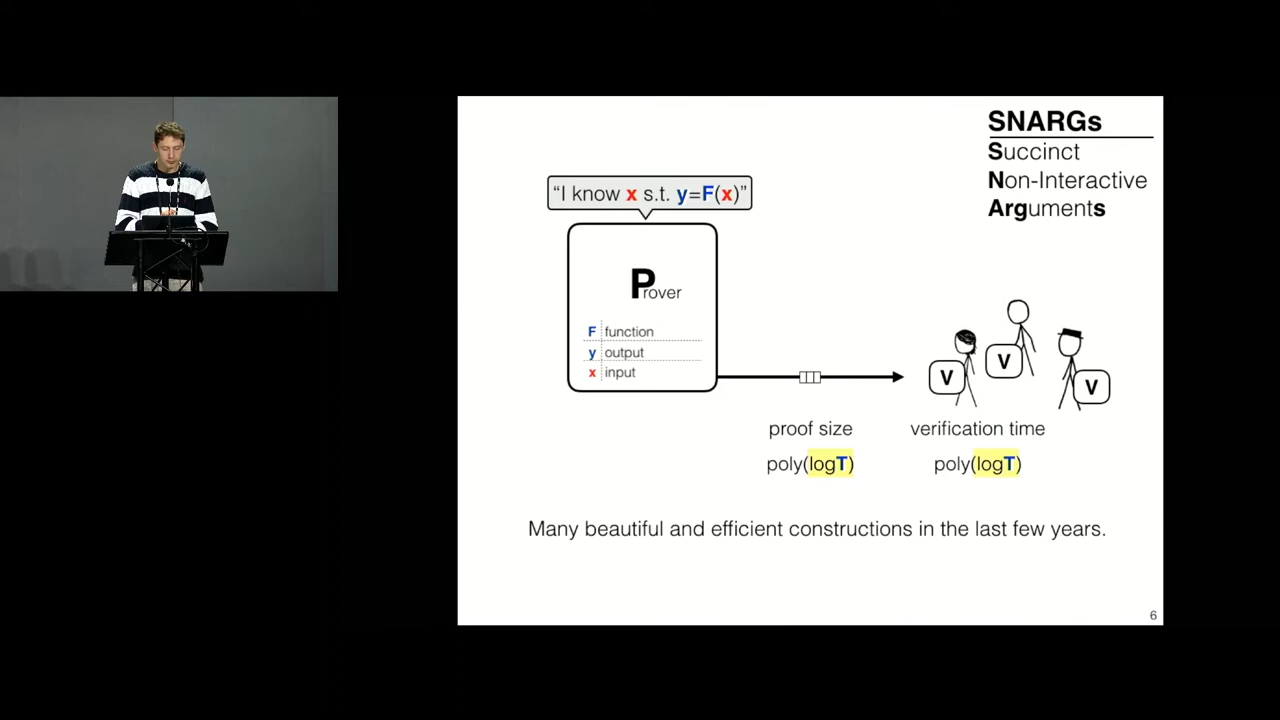 SNARGs
Succinct
Non-Interactive
Arguments
“I know x s.t. y=F(x)”
Prover
F function
y output
x input
V
V
V
proof size
verification time
poly(logT)
poly(logT)
Many beautiful and efficient constructions in the last few years.
6